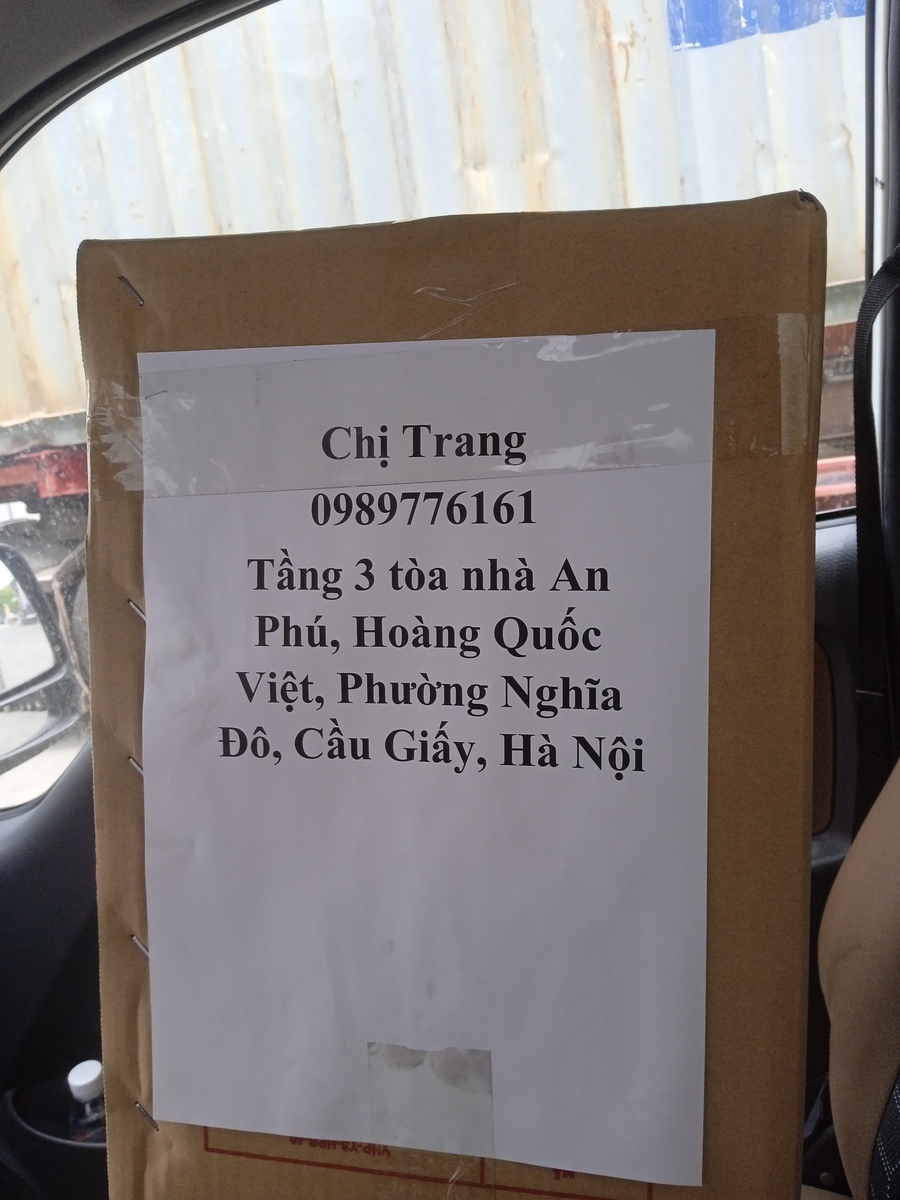 Chị Trang
0989776161
Tầng 3 tòa nhà An
Phú, Hoàng Quốc
Việt, Phường Nghĩa
Đô, Cầu Giấy, Hà Nội